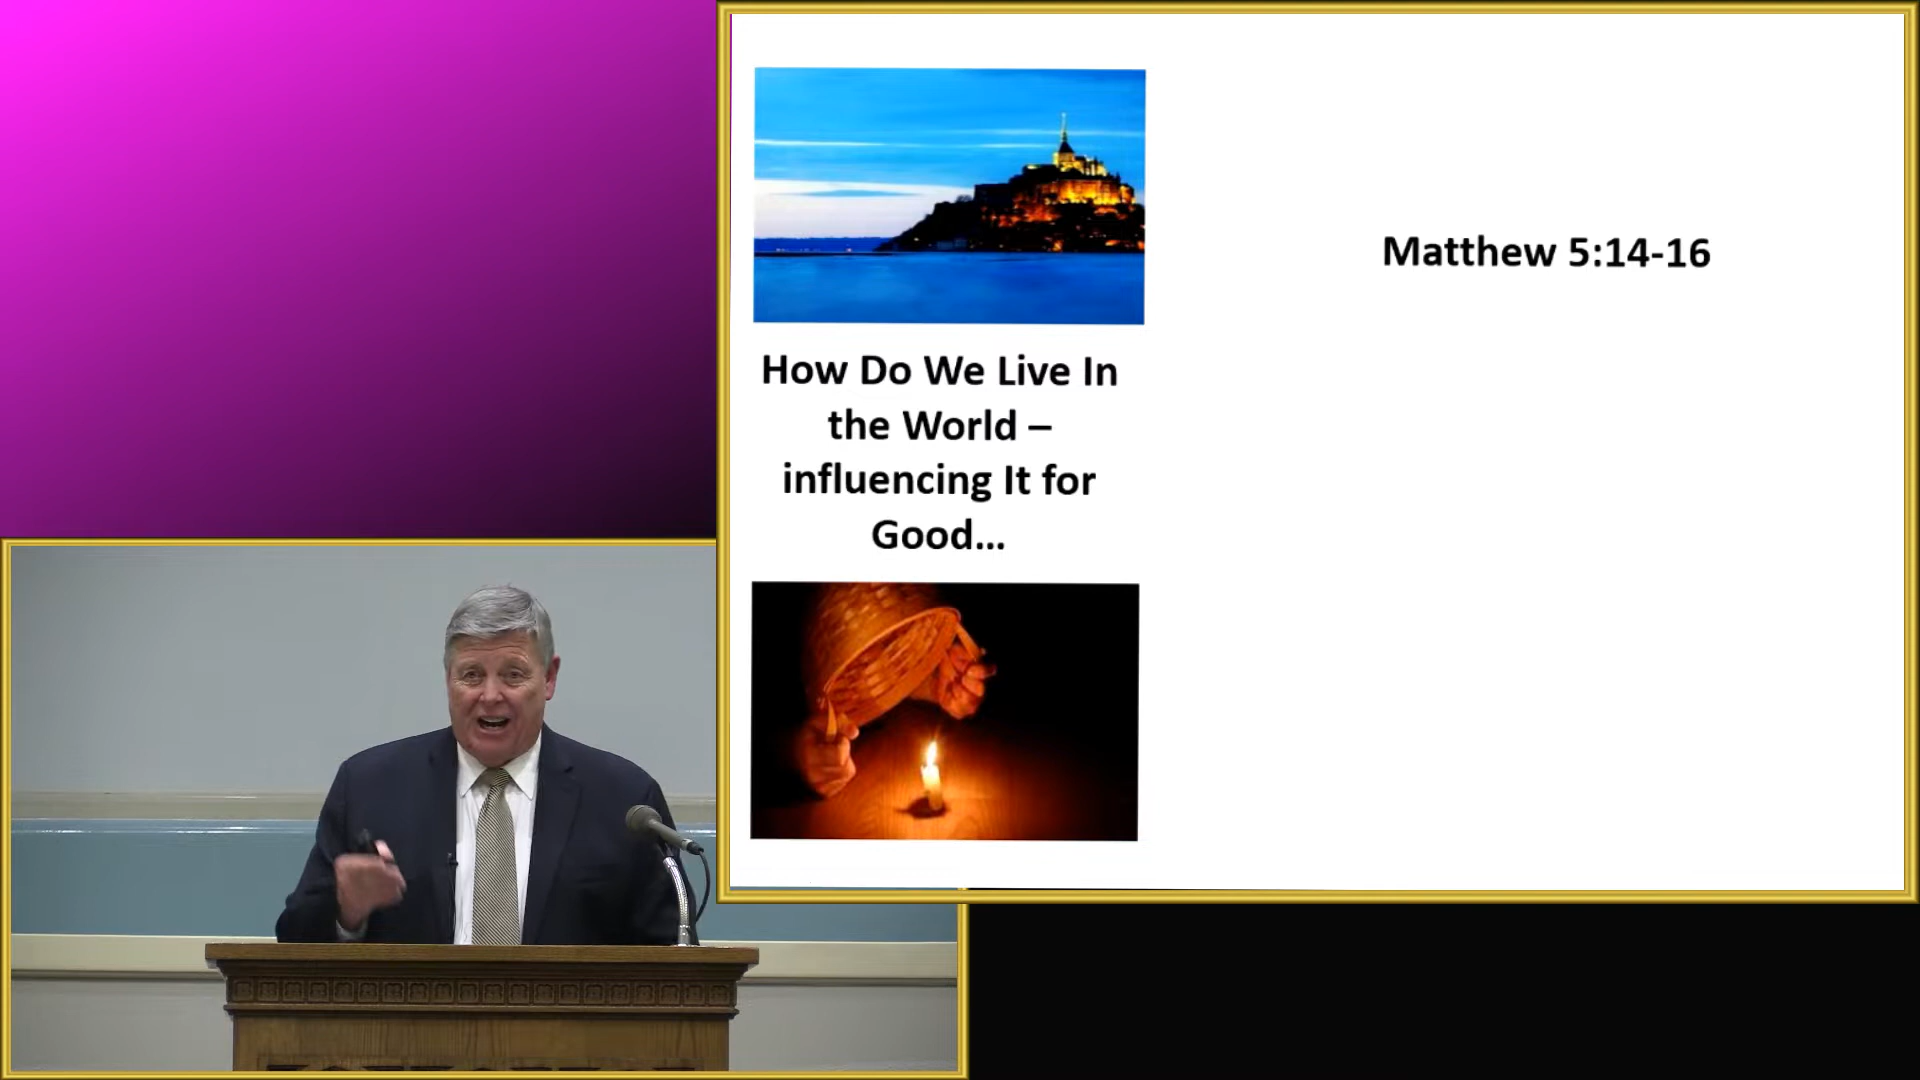 How Do We Live In
the World –
influencing It for
Good...
Matthew 5:14-16